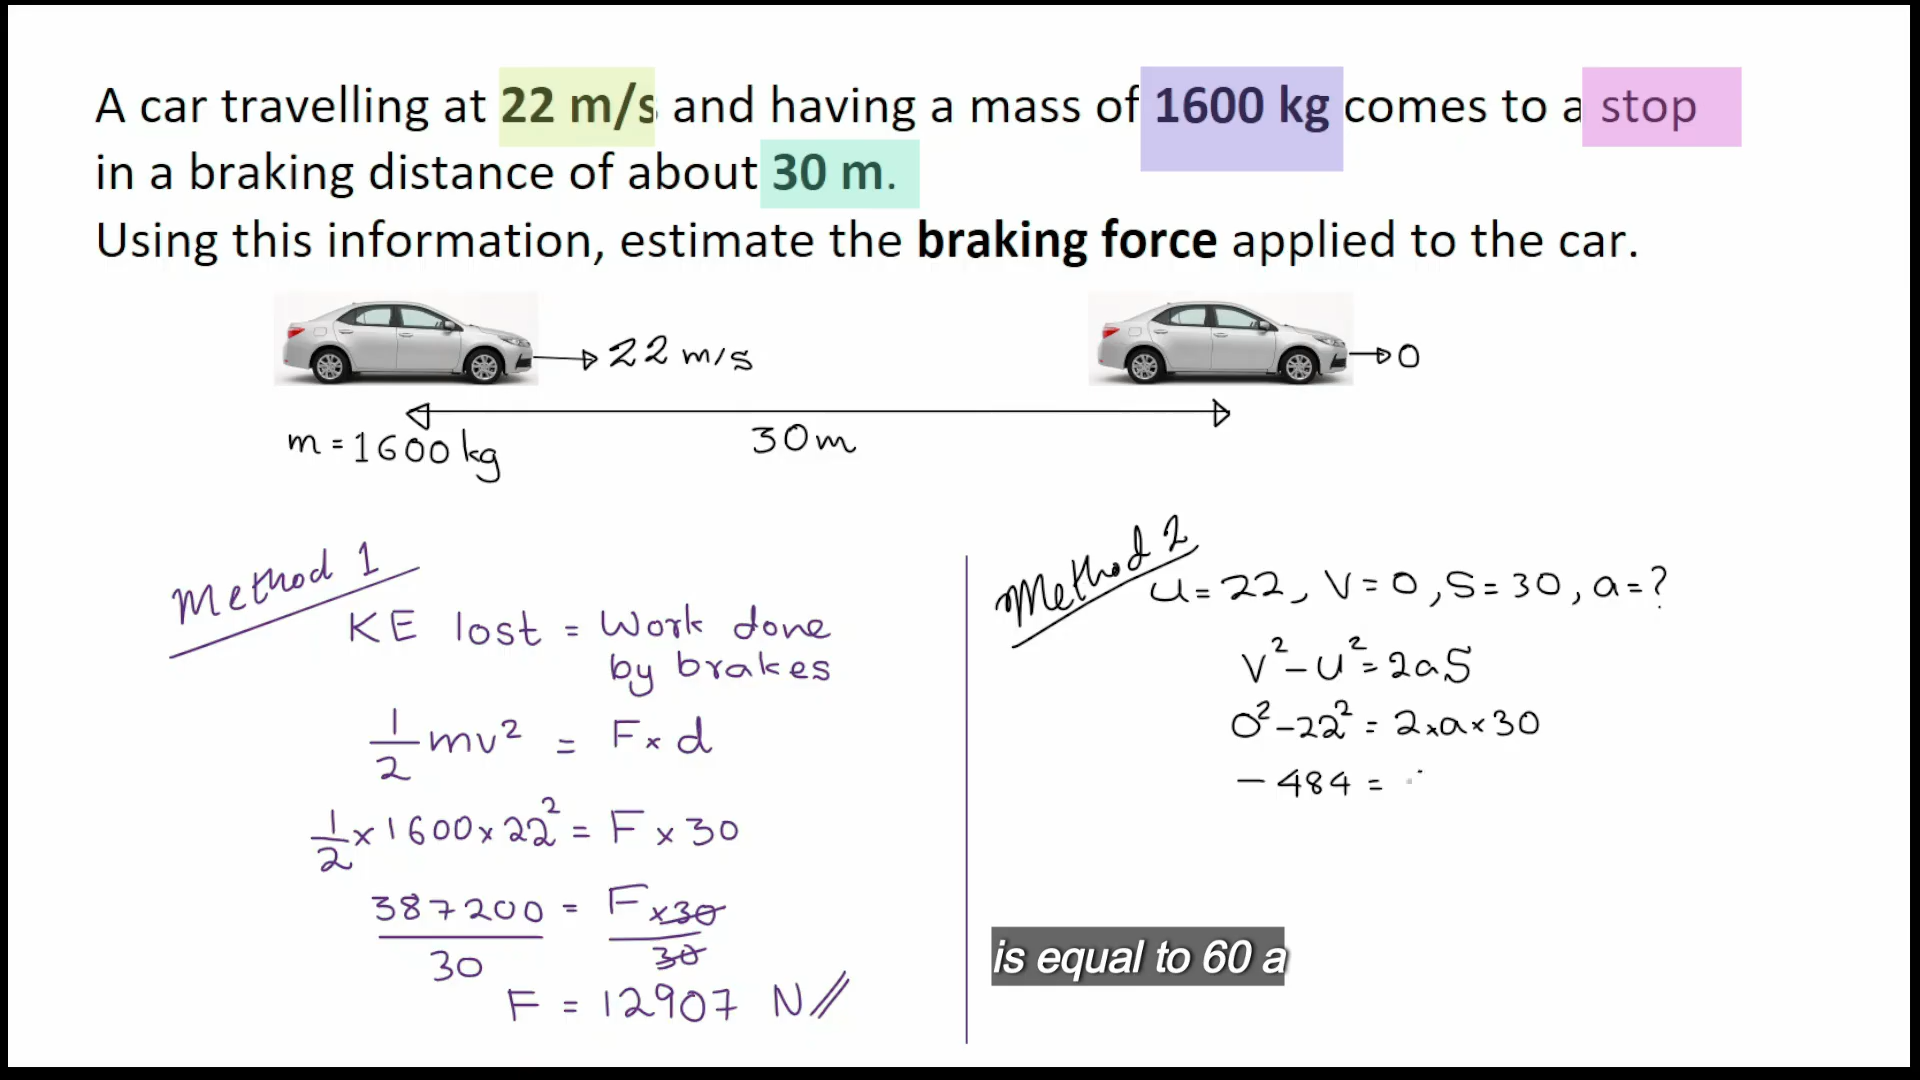 A car travelling at 22 m/s and having a mass of 1600 kg comes to a stop
in a braking distance of about 30 m.
Using this information, estimate the braking force applied to the car.
22 m/s
0
m = 1600 kg
30m
Method 1
KE lost = Work done
by brakes
1/2 mv² = F × d
1/2 × 1600 × 22² = F × 30
387200/30 = F × 30/30
F = 12907 N//
Method 2
u = 22, v = 0, s = 30, a = ?
v² - u² = 2as
0² - 22² = 2 × a × 30
- 484 =
is equal to 60 a